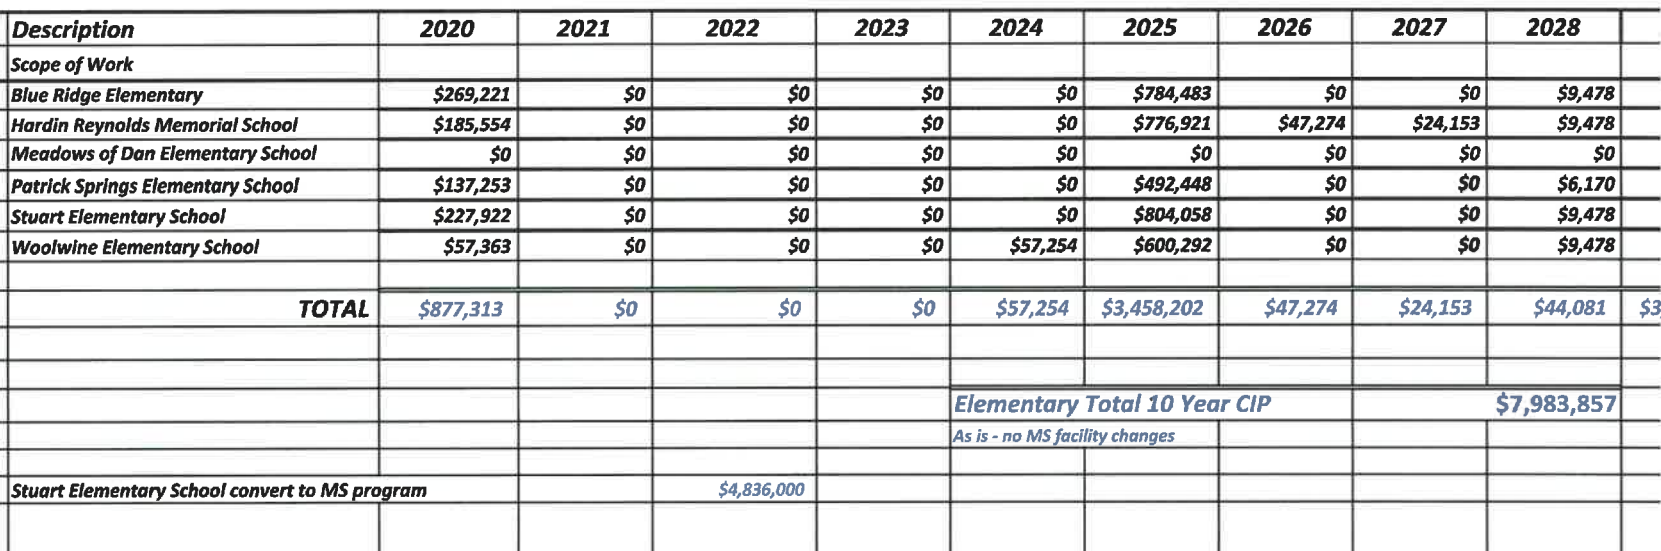 Description 2020 2021 2022 2023 2024 2025 2026 2027 2028
Scope of Work
Blue Ridge Elementary $269,221 $0 $0 $0 $0 $784,483 $0 $0 $9,478
Hardin Reynolds Memorial School $185,554 $0 $0 $0 $0 $776,921 $47,274 $24,153 $9,478
Meadows of Dan Elementary School $0 $0 $0 $0 $0 $0 $0 $0 $0
Patrick Springs Elementary School $137,253 $0 $0 $0 $0 $492,448 $0 $0 $6,170
Stuart Elementary School $227,922 $0 $0 $0 $0 $804,058 $0 $0 $9,478
Woolwine Elementary School $57,363 $0 $0 $0 $57,254 $600,292 $0 $0 $9,478
TOTAL $877,313 $0 $0 $0 $57,254 $3,458,202 $47,274 $24,153 $44,081 $3,
Elementary Total 10 Year CIP $7,983,857
As is - no MS facility changes
Stuart Elementary School convert to MS program $4,836,000